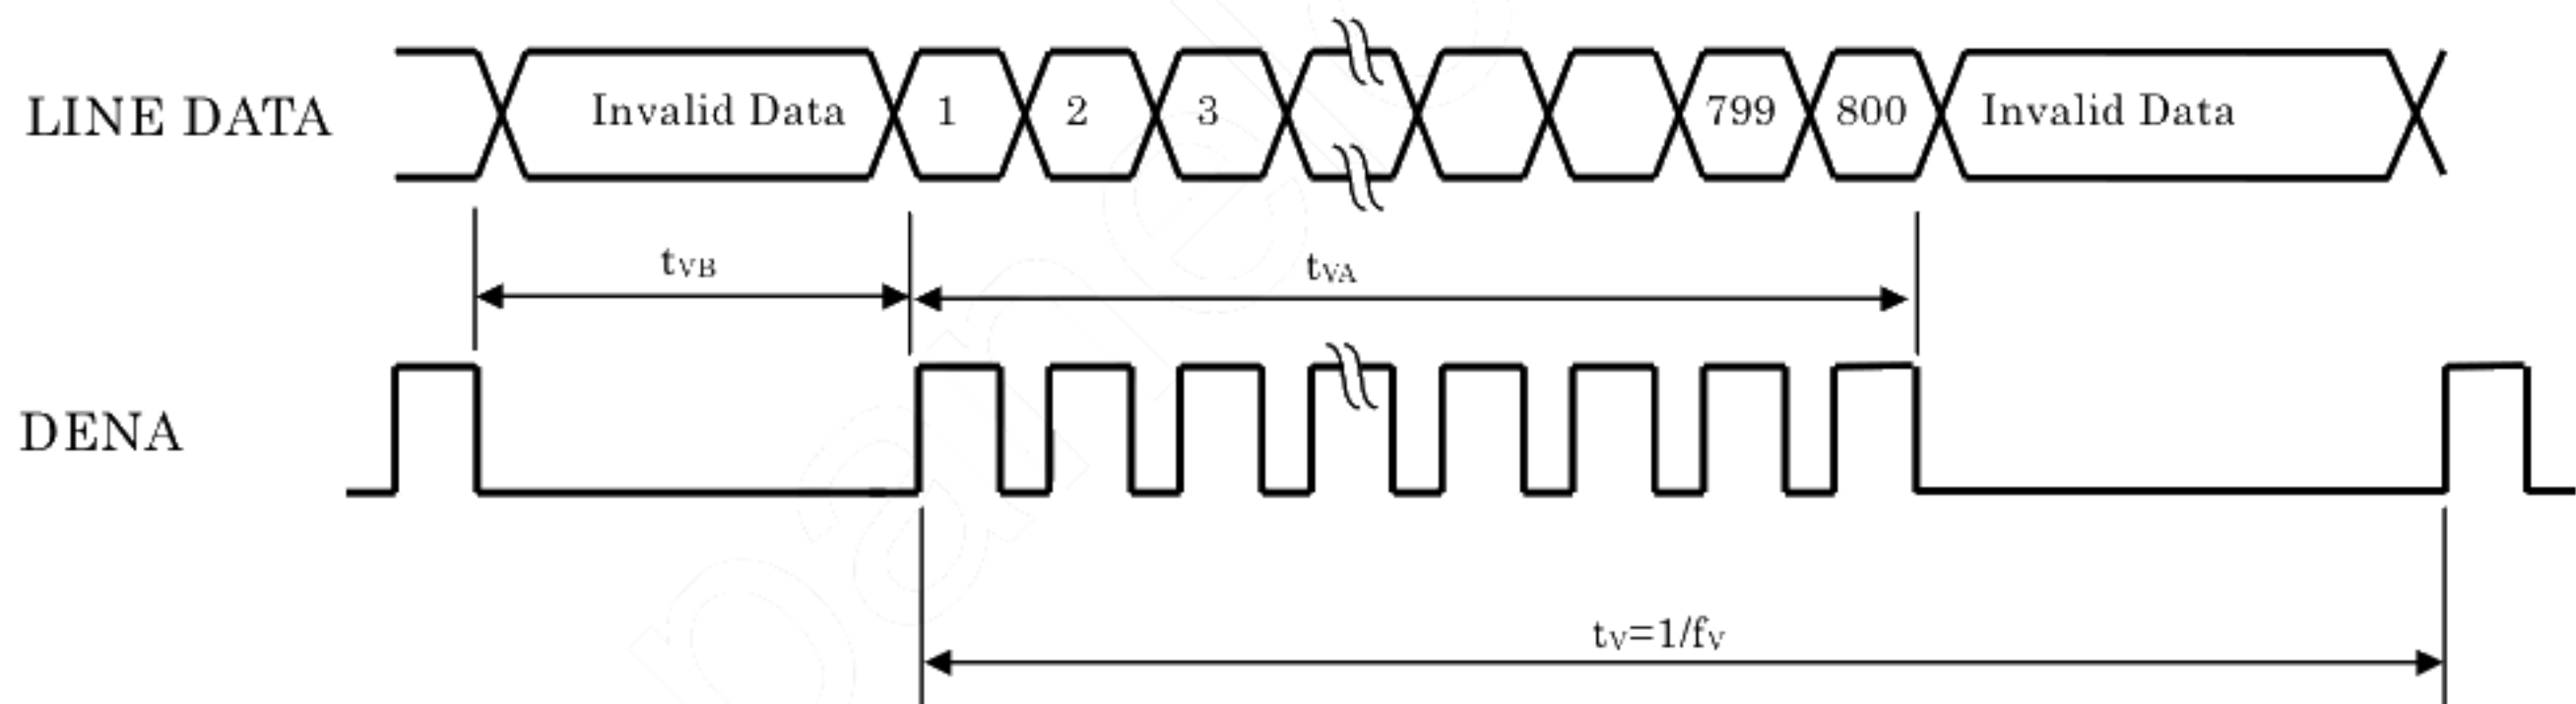 LINE DATA Invalid Data 1 2 3 799 800 Invalid Data
tVB tVA
DENA
tV=1/fV